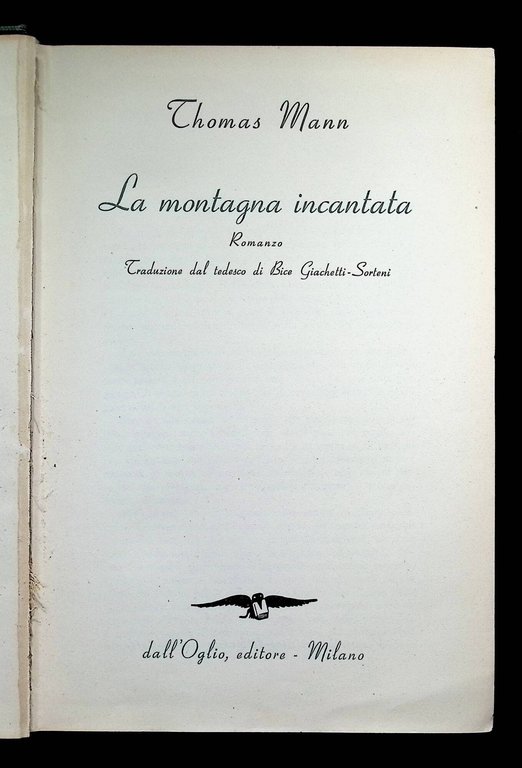 Thomas Mann
La montagna incantata
Romanzo
Traduzione dal tedesco di Bice Giachetti-Sorteni
dall'Oglio, editore - Milano